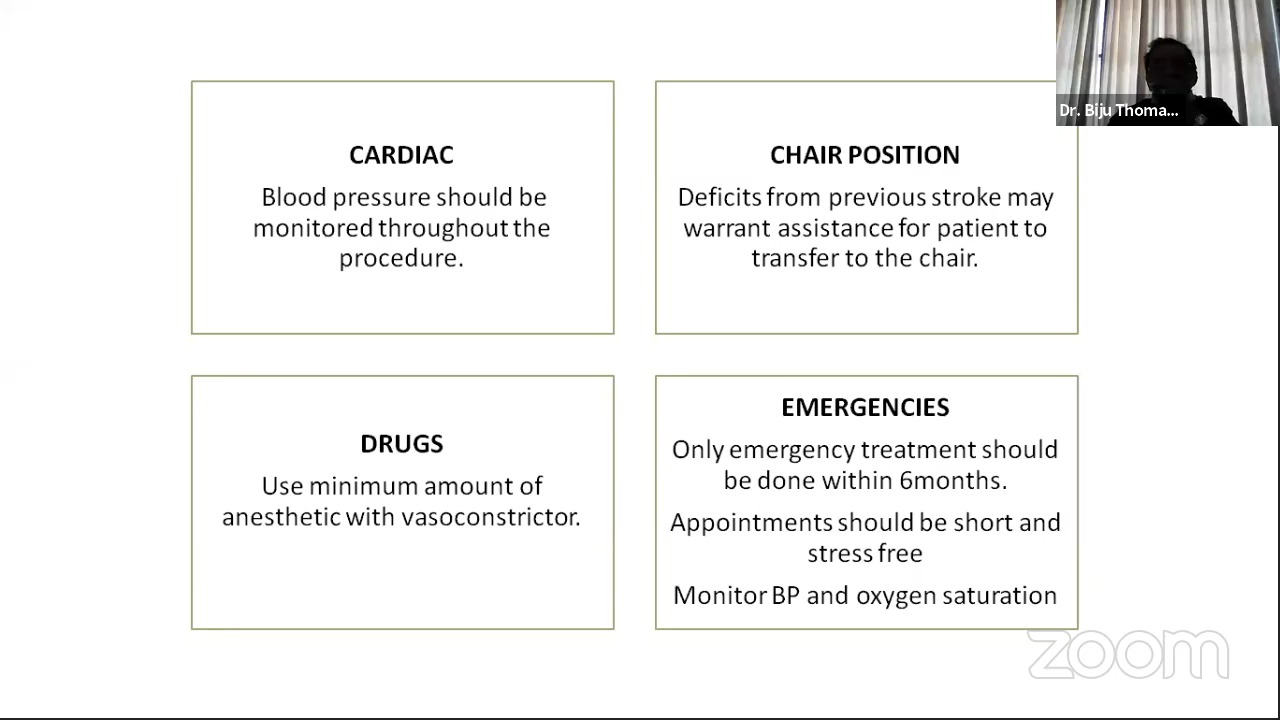 Dr. Biju Thoma...
CARDIAC
Blood pressure should be
monitored throughout the
procedure.
CHAIR POSITION
Deficits from previous stroke may
warrant assistance for patient to
transfer to the chair.
DRUGS
Use minimum amount of
anesthetic with vasoconstrictor.
EMERGENCIES
Only emergency treatment should
be done within 6months.
Appointments should be short and
stress free
Monitor BP and oxygen saturation
zoom